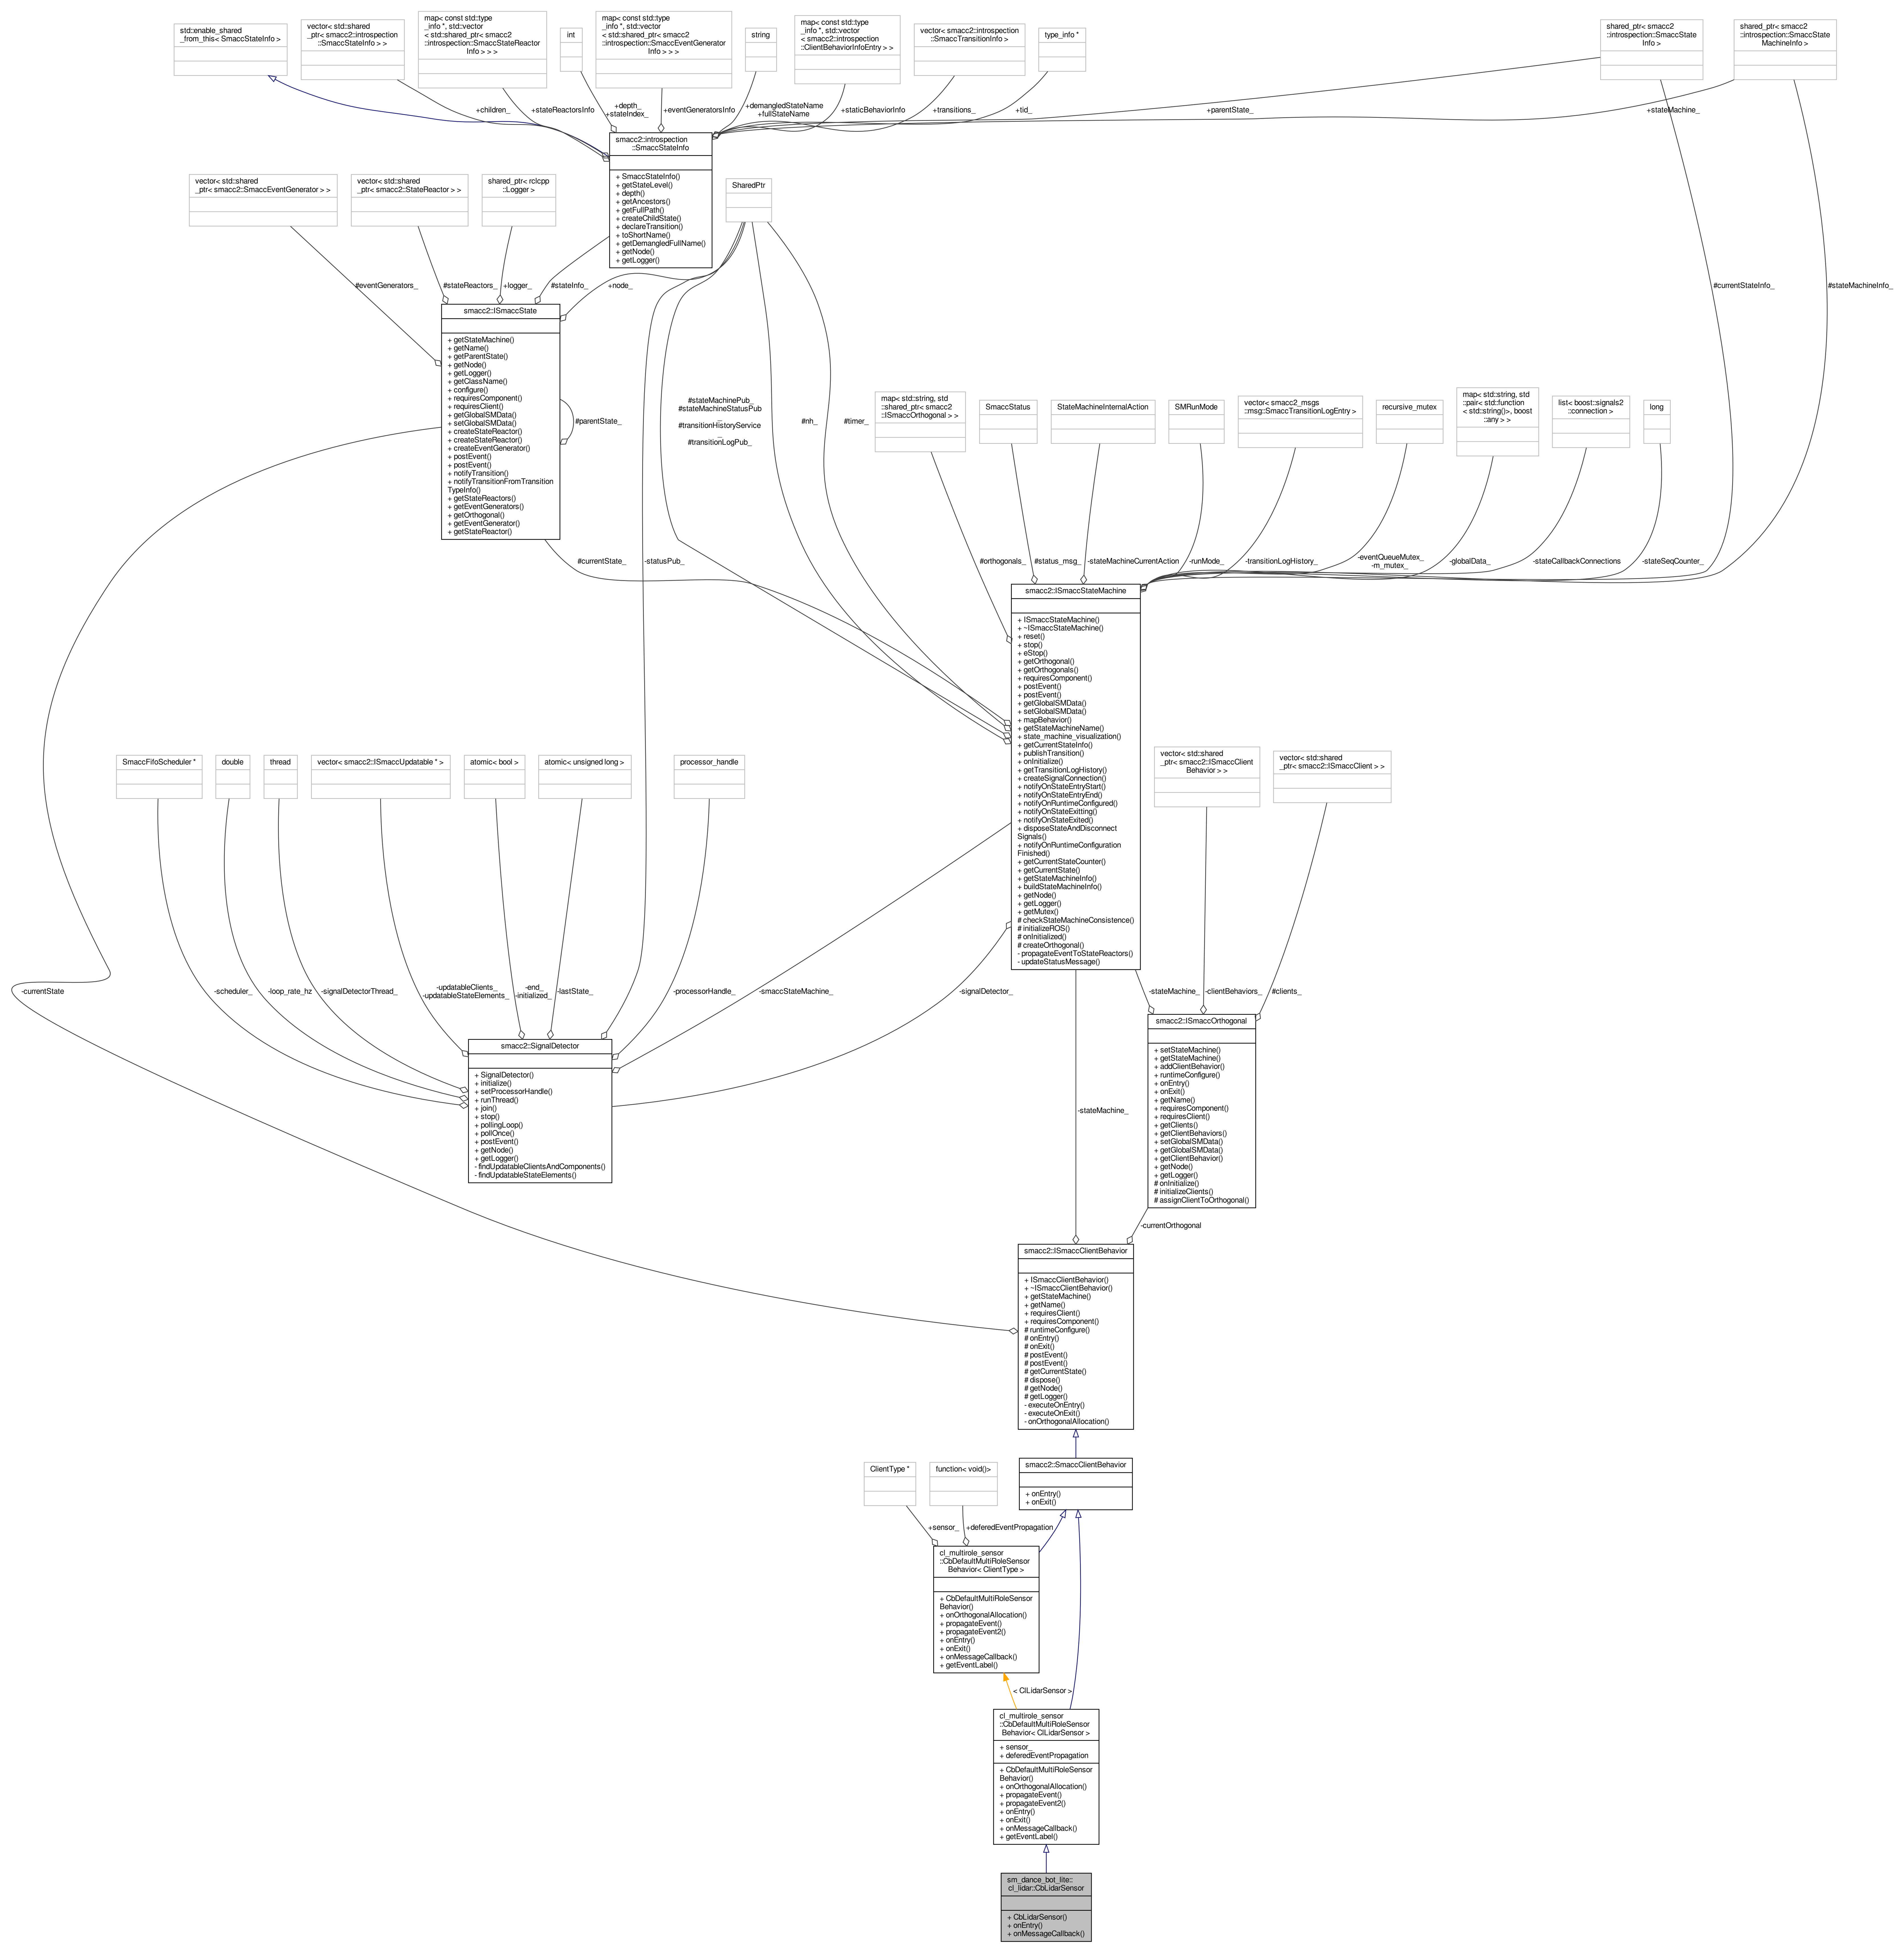 std::enable_shared
_from_this< SmaccStateInfo >
vector< std::shared
_ptr< smacc2::introspection
::SmaccStateInfo > >
map< const std::type
_info *, std::vector
< std::shared_ptr< smacc2
::introspection::SmaccStateReactor
Info > > >
int
map< const std::type
_info *, std::vector
< std::shared_ptr< smacc2
::introspection::SmaccEventGenerator
Info > > >
string
map< const std::type
_info *, std::vector
< smacc2::introspection
::ClientBehaviorInfoEntry > >
vector< smacc2::introspection
::SmaccTransitionInfo >
type_info *
shared_ptr< smacc2
::introspection::SmaccState
Info >
shared_ptr< smacc2
::introspection::SmaccState
MachineInfo >
+children_
+stateReactorsInfo
+depth_
+stateIndex_
+eventGeneratorsInfo
+demangledStateName
+fullStateName
+staticBehaviorInfo
+transitions_
+tid_
+parentState_
+stateMachine_
smacc2::introspection
::SmaccStateInfo
+ SmaccStateInfo()
+ getStateLevel()
+ depth()
+ getAncestors()
+ getFullPath()
+ createChildState()
+ declareTransition()
+ toShortName()
+ getDemangledFullName()
+ getNode()
+ getLogger()
vector< std::shared
_ptr< smacc2::SmaccEventGenerator > >
vector< std::shared
_ptr< smacc2::StateReactor > >
shared_ptr< rclcpp
::Logger >
SharedPtr
#eventGenerators_
#stateReactors_
+logger_
#stateInfo_
+node_
#currentStateInfo_
#stateMachineInfo_
smacc2::ISmaccState
+ getStateMachine()
+ getName()
+ getParentState()
+ getNode()
+ getLogger()
+ getClassName()
+ configure()
+ requiresComponent()
+ requiresClient()
+ getGlobalSMData()
+ setGlobalSMData()
+ createStateReactor()
+ createStateReactor()
+ createEventGenerator()
+ postEvent()
+ postEvent()
+ notifyTransition()
+ notifyTransitionFromTransition
TypeInfo()
+ getStateReactors()
+ getEventGenerators()
+ getOrthogonal()
+ getEventGenerator()
+ getStateReactor()
#parentState_
#stateMachinePub_
#stateMachineStatusPub
_
#transitionHistoryService
_
#transitionLogPub_
#nh_
#timer_
map< std::string, std
::shared_ptr< smacc2
::ISmaccOrthogonal > >
SmaccStatus
StateMachineInternalAction
SMRunMode
vector< smacc2_msgs
::msg::SmaccTransitionLogEntry >
recursive_mutex
map< std::string, std
::pair< std::function
< std::string()>, boost
::any > >
list< boost::signals2
::connection >
long
#currentState_
-statusPub_
#orthogonals_
#status_msg_
-stateMachineCurrentAction
-runMode_
-transitionLogHistory_
-eventQueueMutex_
-m_mutex_
-globalData_
-stateCallbackConnections
-stateSeqCounter_
smacc2::ISmaccStateMachine
+ ISmaccStateMachine()
+ ~ISmaccStateMachine()
+ reset()
+ stop()
+ eStop()
+ getOrthogonal()
+ getOrthogonals()
+ requiresComponent()
+ postEvent()
+ postEvent()
+ getGlobalSMData()
+ setGlobalSMData()
+ mapBehavior()
+ getStateMachineName()
+ state_machine_visualization()
+ getCurrentStateInfo()
+ publishTransition()
+ onInitialize()
+ getTransitionLogHistory()
+ createSignalConnection()
+ notifyOnStateEntryStart()
+ notifyOnStateEntryEnd()
+ notifyOnRuntimeConfigured()
+ notifyOnStateExitting()
+ notifyOnStateExited()
+ disposeStateAndDisconnect
Signals()
+ notifyOnRuntimeConfiguration
Finished()
+ getCurrentStateCounter()
+ getCurrentState()
+ getStateMachineInfo()
+ buildStateMachineInfo()
+ getNode()
+ getLogger()
+ getMutex()
# checkStateMachineConsistence()
# initializeROS()
# onInitialized()
# createOrthogonal()
- propagateEventToStateReactors()
- updateStatusMessage()
SmaccFifoScheduler *
double
thread
vector< smacc2::ISmaccUpdatable * >
atomic< bool >
atomic< unsigned long >
processor_handle
vector< std::shared
_ptr< smacc2::ISmaccClient
Behavior > >
vector< std::shared
_ptr< smacc2::ISmaccClient > >
-currentState
-scheduler_
-loop_rate_hz
-signalDetectorThread_
-updatableClients_
-updatableStateElements_
-end_
-initialized_
-lastState_
-processorHandle_
-smaccStateMachine_
-signalDetector_
-stateMachine_
-clientBehaviors_
#clients_
smacc2::SignalDetector
+ SignalDetector()
+ initialize()
+ setProcessorHandle()
+ runThread()
+ join()
+ stop()
+ pollingLoop()
+ pollOnce()
+ postEvent()
+ getNode()
+ getLogger()
- findUpdatableClientsAndComponents()
- findUpdatableStateElements()
smacc2::ISmaccOrthogonal
+ setStateMachine()
+ getStateMachine()
+ addClientBehavior()
+ runtimeConfigure()
+ onEntry()
+ onExit()
+ getName()
+ requiresComponent()
+ requiresClient()
+ getClients()
+ getClientBehaviors()
+ setGlobalSMData()
+ getGlobalSMData()
+ getClientBehavior()
+ getNode()
+ getLogger()
# onInitialize()
# initializeClients()
# assignClientToOrthogonal()
-stateMachine_
-currentOrthogonal
smacc2::ISmaccClientBehavior
+ ISmaccClientBehavior()
+ ~ISmaccClientBehavior()
+ getStateMachine()
+ getName()
+ requiresClient()
+ requiresComponent()
# runtimeConfigure()
# onEntry()
# onExit()
# postEvent()
# postEvent()
# getCurrentState()
# dispose()
# getNode()
# getLogger()
- executeOnEntry()
- executeOnExit()
- onOrthogonalAllocation()
ClientType *
function< void()>
smacc2::SmaccClientBehavior
+ onEntry()
+ onExit()
+sensor_
+deferedEventPropagation
cl_multirole_sensor
::CbDefaultMultiRoleSensor
Behavior< ClientType >
+ CbDefaultMultiRoleSensor
Behavior()
+ onOrthogonalAllocation()
+ propagateEvent()
+ propagateEvent2()
+ onEntry()
+ onExit()
+ onMessageCallback()
+ getEventLabel()
< ClLidarSensor >
cl_multirole_sensor
::CbDefaultMultiRoleSensor
Behavior< ClLidarSensor >
+ sensor_
+ deferedEventPropagation
+ CbDefaultMultiRoleSensor
Behavior()
+ onOrthogonalAllocation()
+ propagateEvent()
+ propagateEvent2()
+ onEntry()
+ onExit()
+ onMessageCallback()
+ getEventLabel()
sm_dance_bot_lite::
cl_lidar::CbLidarSensor
+ CbLidarSensor()
+ onEntry()
+ onMessageCallback()